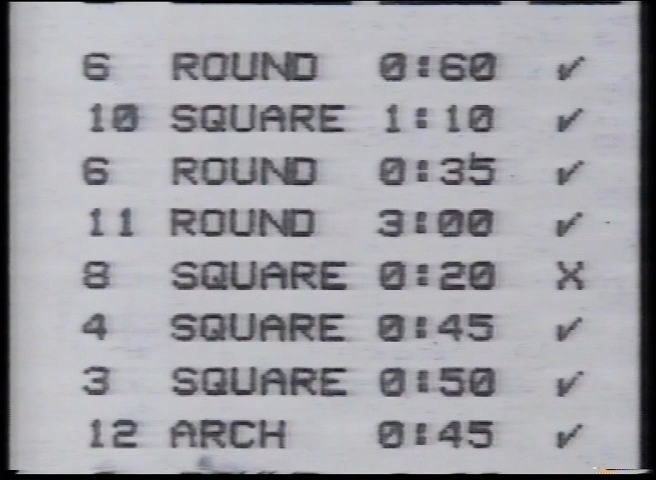 6 ROUND 0:60 ✓
10 SQUARE 1:10 ✓
6 ROUND 0:35 ✓
11 ROUND 3:00 ✓
8 SQUARE 0:20 X
4 SQUARE 0:45 ✓
3 SQUARE 0:50 ✓
12 ARCH 0:45 ✓